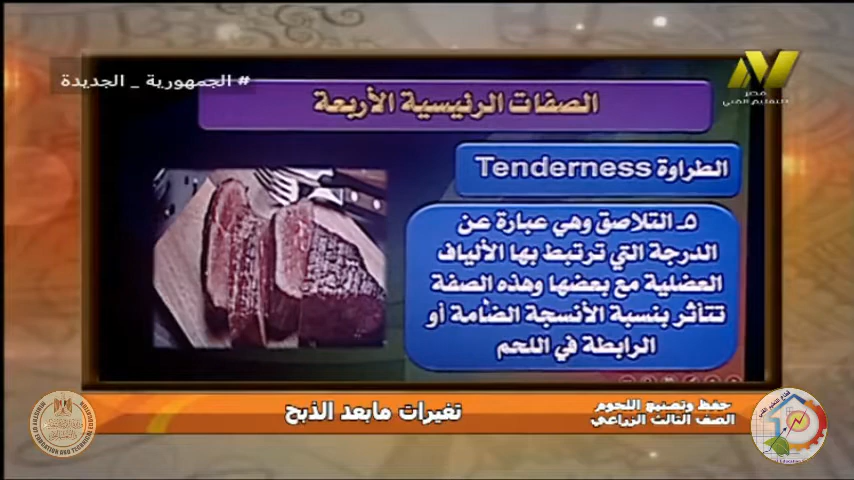 # الجمهورية _ الجديدة
مصر
التعليم الفني
الصفات الرئيسية الأربعة
الطراوة Tenderness
٥ـ التلاصق وهي عبارة عن
الدرجة التي ترتبط بها الألياف
العضلية مع بعضها وهذه الصفة
تتأثر بنسبة الأنسجة الضامة أو
الرابطة في اللحم
حفظ وتصنيع اللحوم
الصف الثالث الزراعي
تغيرات مابعد الذبح